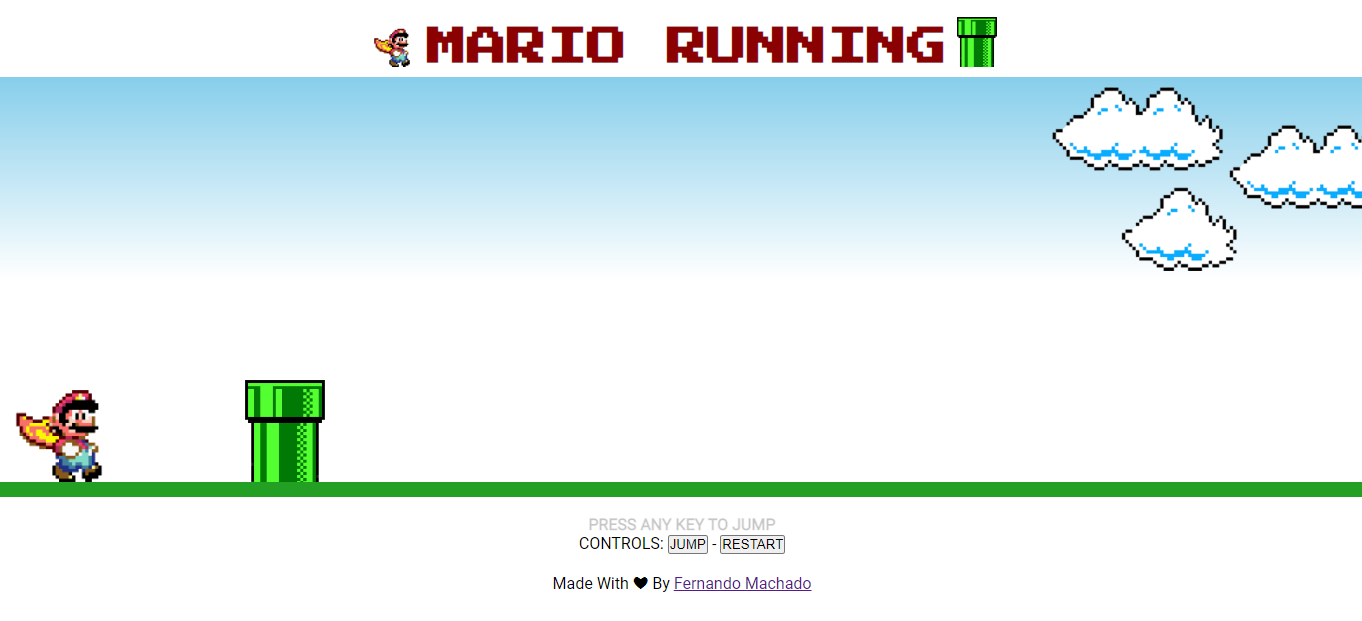 MARIO RUNNING
PRESS ANY KEY TO JUMP
CONTROLS: JUMP - RESTART
Made With ♥ By Fernando Machado